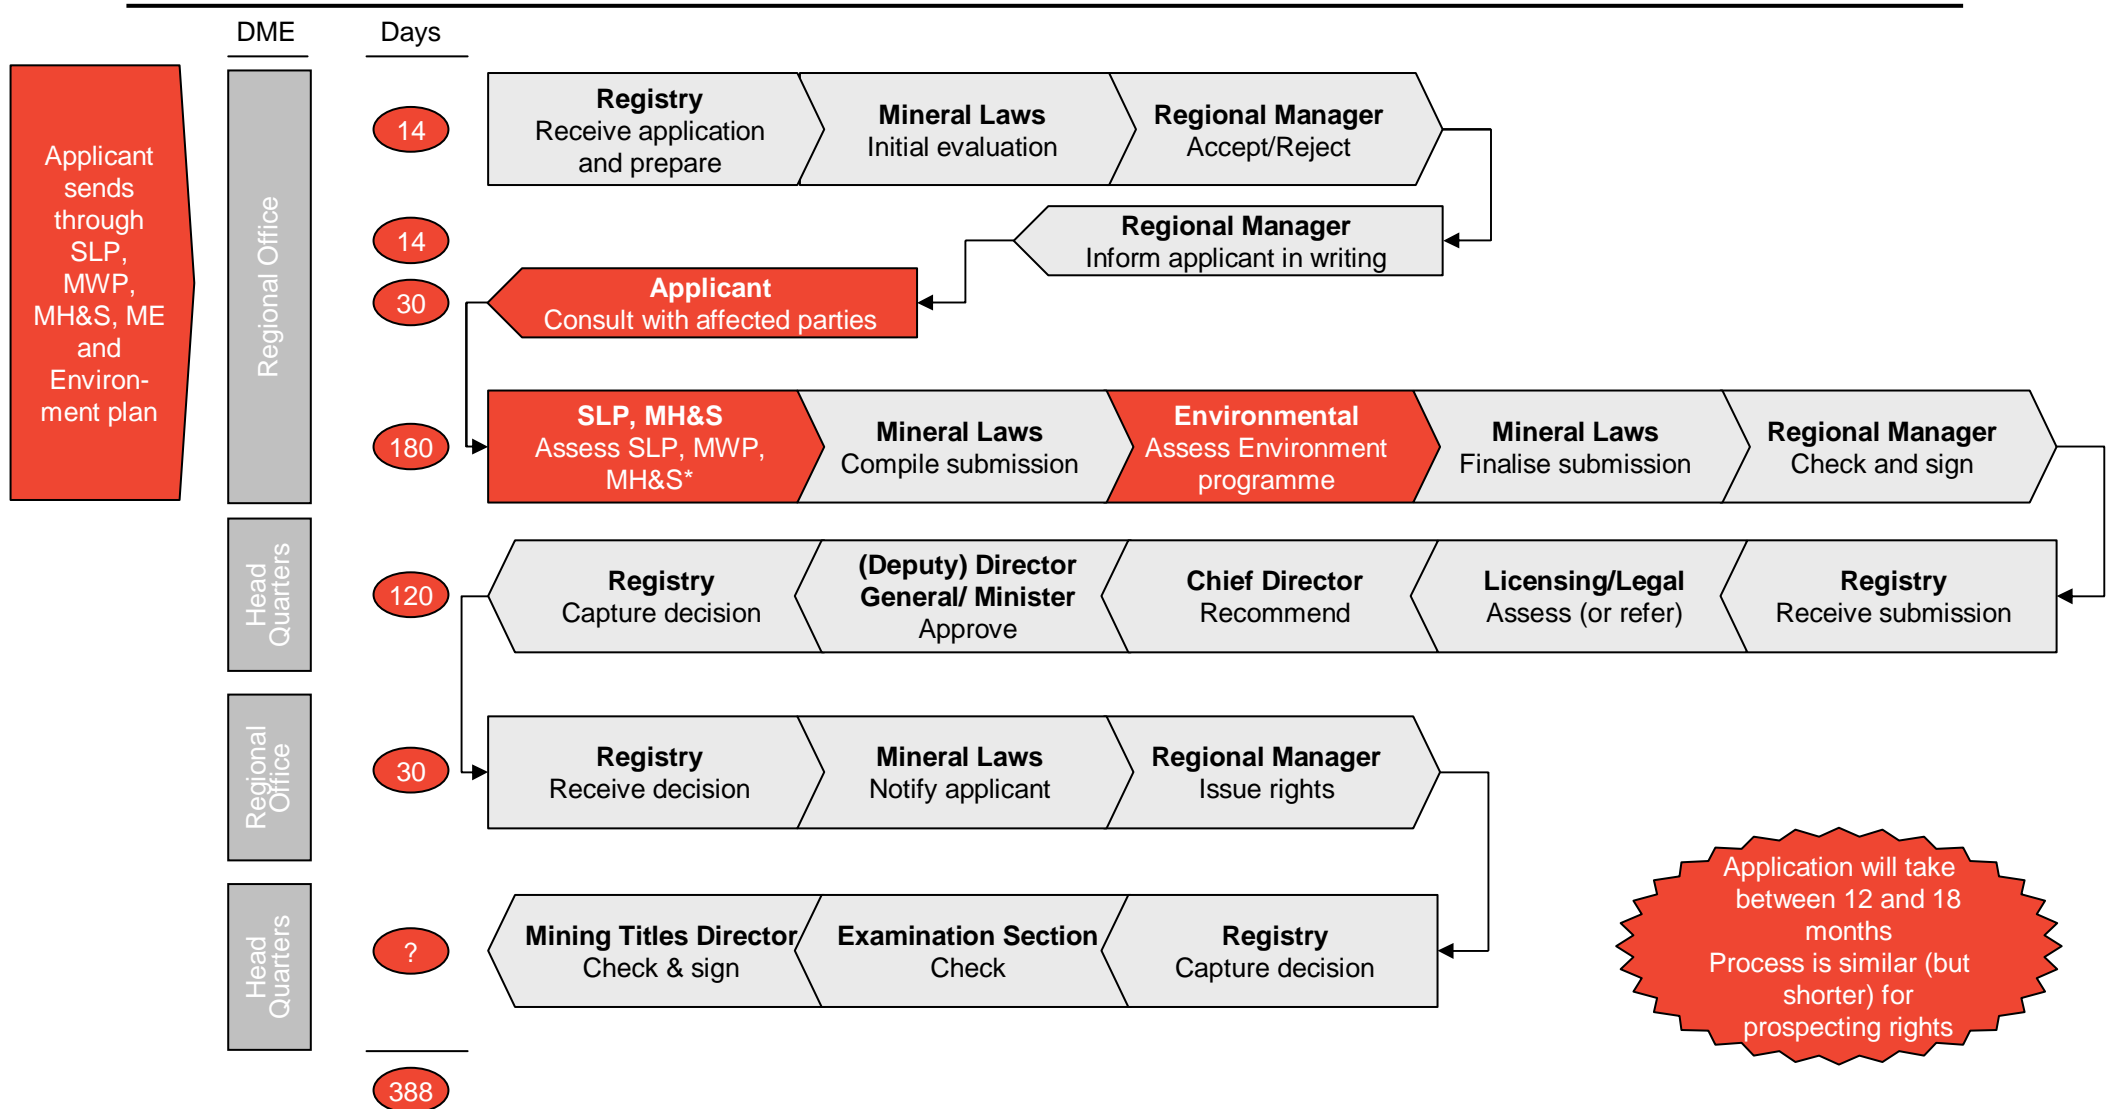 DME
Days
Applicant
sends
through
SLP,
MWP,
MH&S, ME
and
Environ-
ment plan
Regional Office
14
Registry
Receive application
and prepare
Mineral Laws
Initial evaluation
Regional Manager
Accept/Reject
14
Regional Manager
Inform applicant in writing
30
Applicant
Consult with affected parties
180
SLP, MH&S
Assess SLP, MWP,
MH&S*
Mineral Laws
Compile submission
Environmental
Assess Environment
programme
Mineral Laws
Finalise submission
Regional Manager
Check and sign
Head
Quarters
120
Registry
Capture decision
(Deputy) Director
General/ Minister
Approve
Chief Director
Recommend
Licensing/Legal
Assess (or refer)
Registry
Receive submission
Regional
Office
30
Registry
Receive decision
Mineral Laws
Notify applicant
Regional Manager
Issue rights
Head
Quarters
?
Mining Titles Director
Check & sign
Examination Section
Check
Registry
Capture decision
Application will take
between 12 and 18
months
Process is similar (but
shorter) for
prospecting rights
388